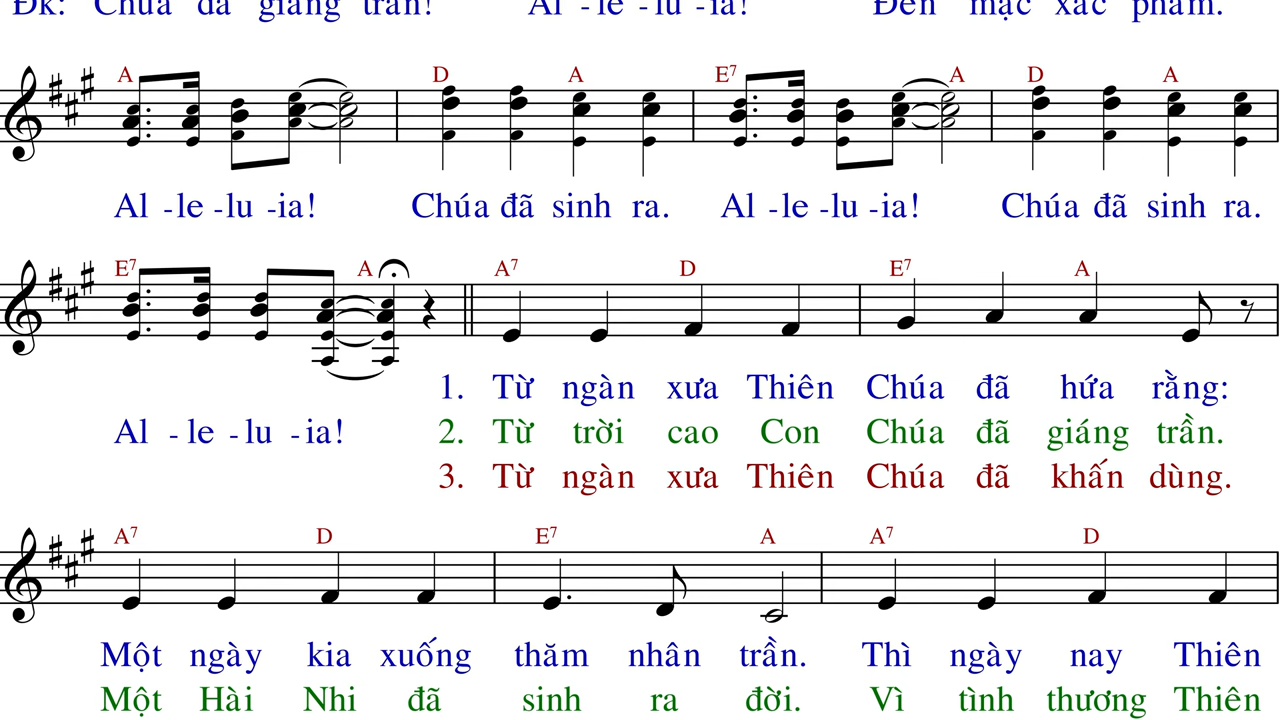 Đk: Chúa đã giáng trần! Al - le - lu - ia! Đến mạc xác phàm.
A D A E7 A D A
Al - le - lu - ia! Chúa đã sinh ra. Al - le - lu - ia! Chúa đã sinh ra.
E7 A A7 D E7 A
1. Từ ngàn xưa Thiên Chúa đã hứa rằng:
Al - le - lu - ia! 2. Từ trời cao Con Chúa đã giáng trần.
3. Từ ngàn xưa Thiên Chúa đã khấn dùng.
A7 D E7 A A7 D
Một ngày kia xuống thăm nhân trần. Thì ngày nay Thiên
Một Hài Nhi đã sinh ra đời. Vì tình thương Thiên